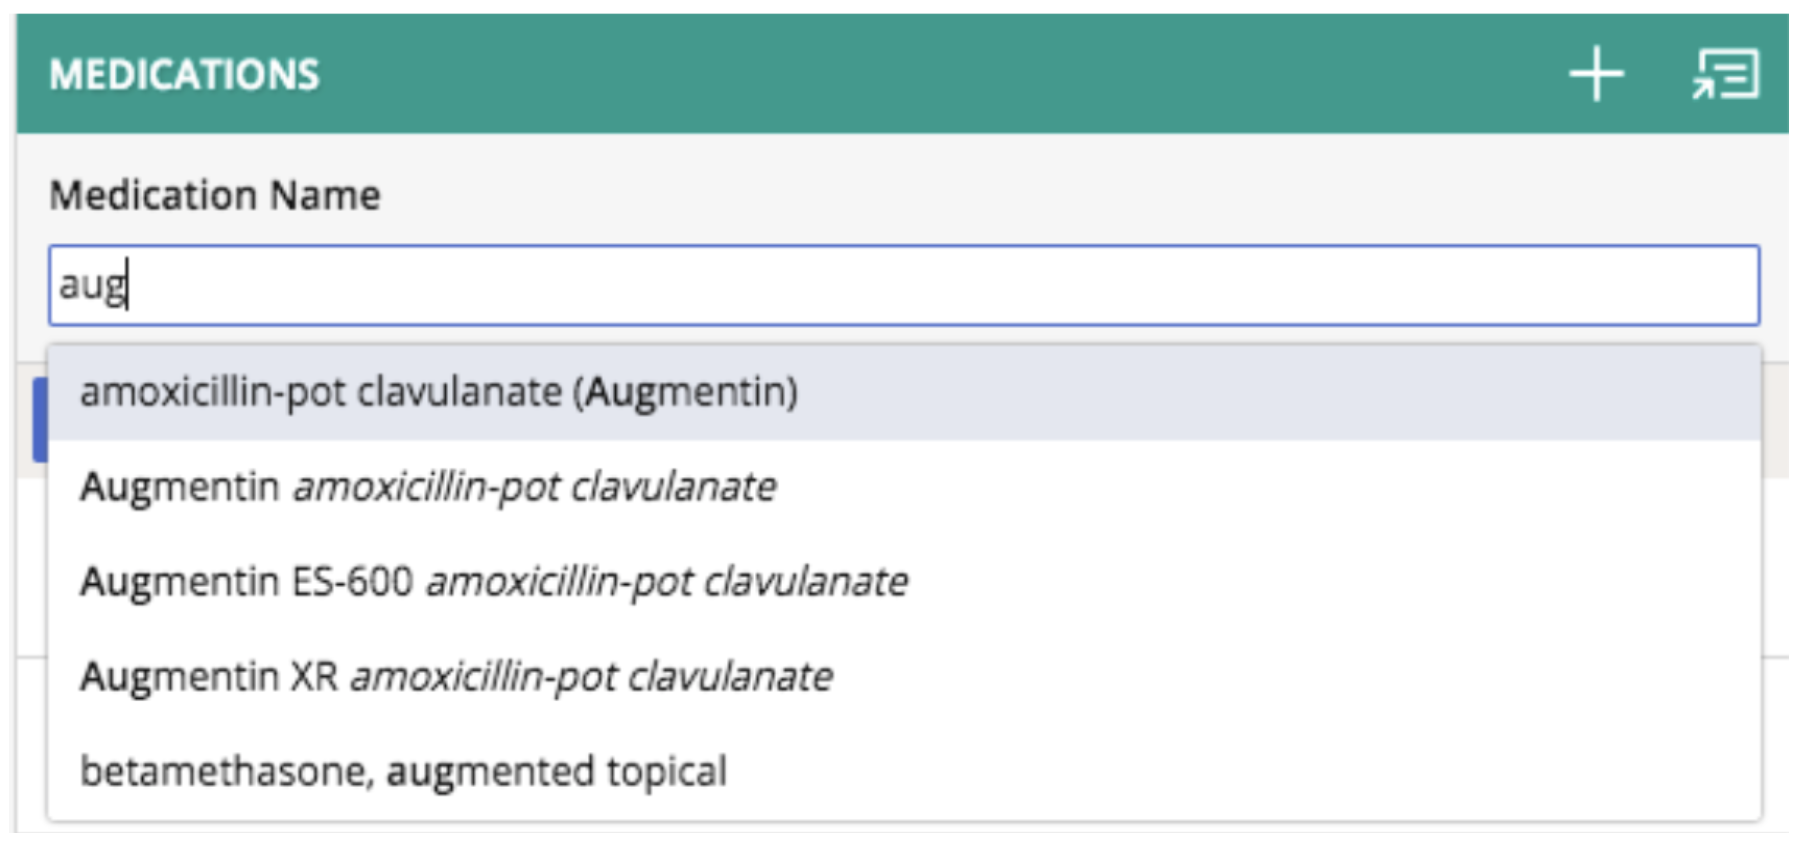 MEDICATIONS
Medication Name
aug
amoxicillin-pot clavulanate (Augmentin)
Augmentin amoxicillin-pot clavulanate
Augmentin ES-600 amoxicillin-pot clavulanate
Augmentin XR amoxicillin-pot clavulanate
betamethasone, augmented topical